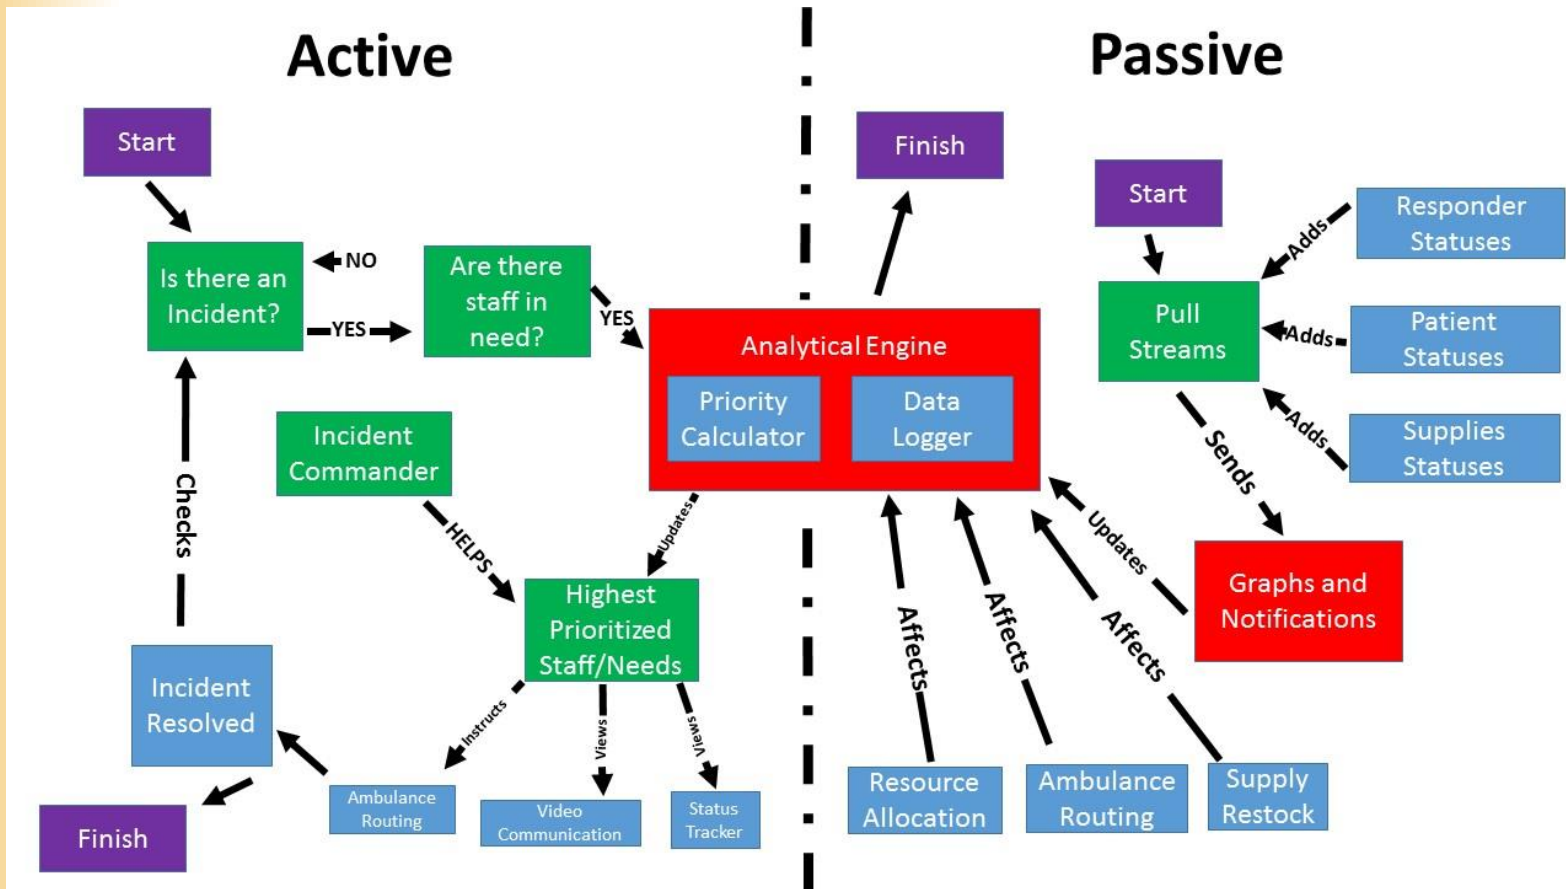 Active
Passive
Start
Is there an
Incident?
NO
YES
Are there
staff in
need?
YES
Analytical Engine
Priority
Calculator
Data
Logger
Finish
Start
Pull
Streams
Adds
Responder
Statuses
Adds
Patient
Statuses
Adds
Supplies
Statuses
Sends
Graphs and
Notifications
Updates
Checks
Incident
Commander
HELPS
Updates
Highest
Prioritized
Staff/Needs
Incident
Resolved
Instructs
Views
Views
Affects
Affects
Affects
Finish
Ambulance
Routing
Video
Communication
Status
Tracker
Resource
Allocation
Ambulance
Routing
Supply
Restock